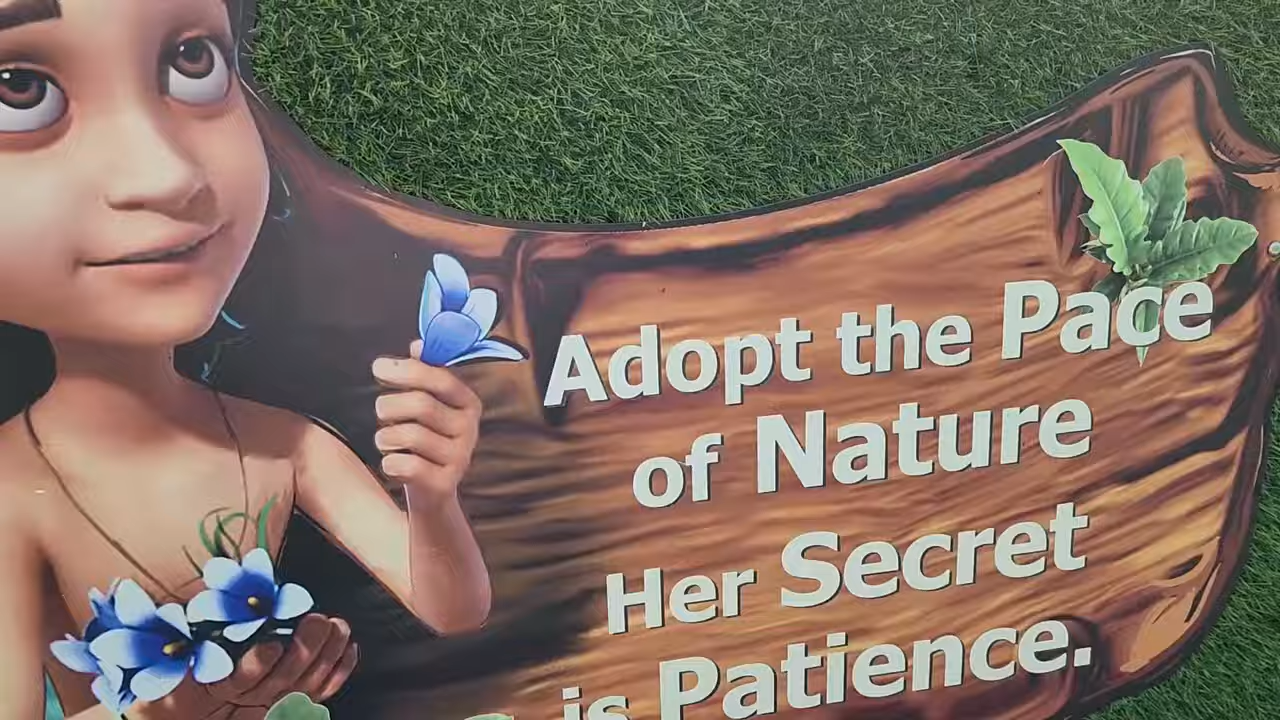 Adopt the Pace
of Nature
Her Secret
is Patience.